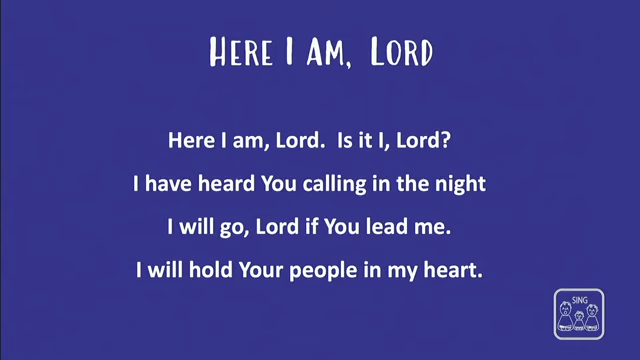 HERE I AM, LORD
Here I am, Lord. Is it I, Lord?
I have heard You calling in the night
I will go, Lord if You lead me.
I will hold Your people in my heart.
SING